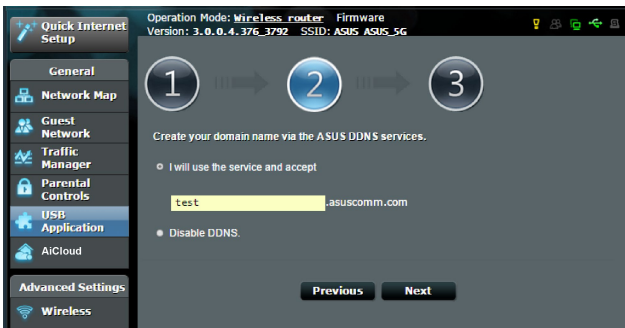 Quick Internet
Setup
Operation Mode: Wireless router Firmware
Version: 3.0.0.4.376_3792 SSID: ASUS ASUS_5G
General
Network Map
Guest
Network
Traffic
Manager
Parental
Controls
USB
Application
AiCloud
Advanced Settings
Wireless
1
2
3
Create your domain name via the ASUS DDNS services.
I will use the service and accept
test .asuscomm.com
Disable DDNS.
Previous Next